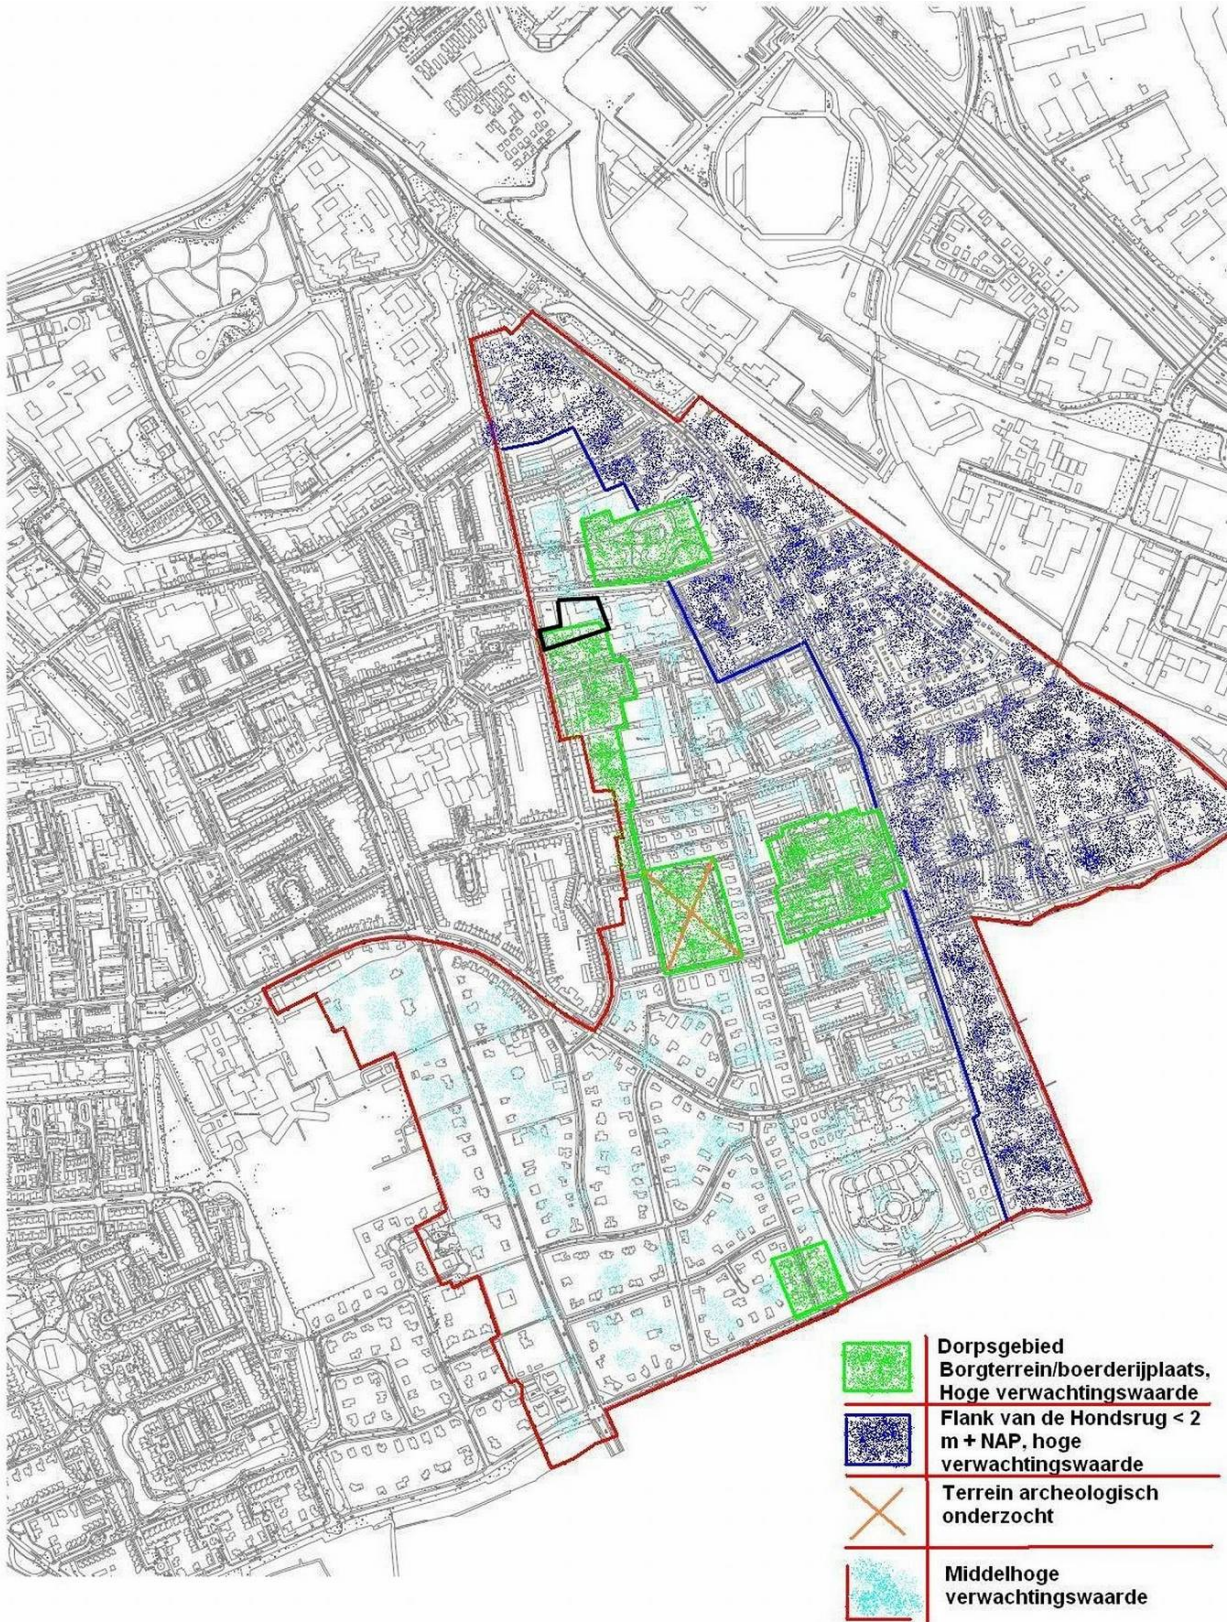 Dorpsgebied
Borgterrein/boerderijplaats,
Hoge verwachtingswaarde
Flank van de Hondsrug < 2
m + NAP, hoge
verwachtingswaarde
Terrein archeologisch
onderzocht
Middelhoge
verwachtingswaarde